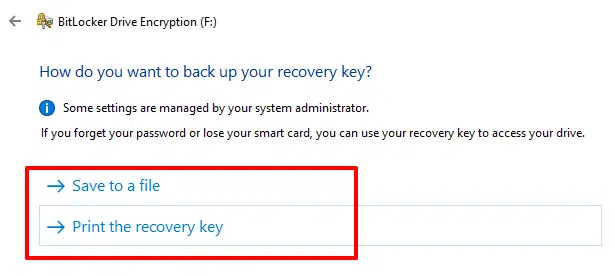 BitLocker Drive Encryption (F:)
How do you want to back up your recovery key?
Some settings are managed by your system administrator.
If you forget your password or lose your smart card, you can use your recovery key to access your drive.
Save to a file
Print the recovery key